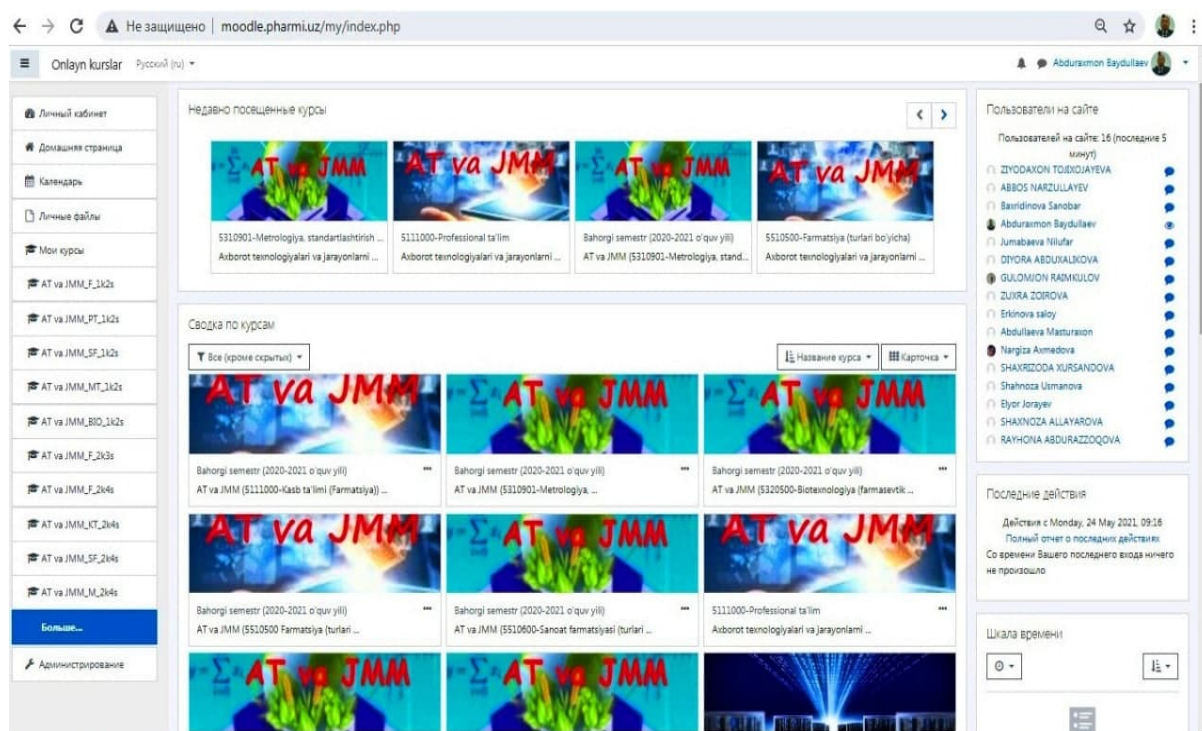 Не защищено | moodle.pharmi.uz/my/index.php
Onlayn kurslar Русский (ru)
Abduraxmon Baydullaev
Личный кабинет
Домашняя страница
Календарь
Личные файлы
Мои курсы
AT va JMM_F_1k2s
AT va JMM_PT_1k2s
AT va JMM_SF_1k2s
AT va JMM_MT_1k2s
AT va JMM_BIO_1k2s
AT va JMM_F_2k3s
AT va JMM_F_2k4s
AT va JMM_KT_2k4s
AT va JMM_SF_2k4s
AT va JMM_M_2k4s
Больше...
Администрирование
Недавно посещенные курсы
AT va JMM
AT va JMM
AT va JMM
AT va JMM
5310901-Metrologiya, standartlashtirish ...
Axborot texnologiyalari va jarayonlarni ...
5111000-Professional ta'lim
Axborot texnologiyalari va jarayonlarni ...
Bahorgi semestr (2020-2021 o'quv yili)
AT va JMM (5310901-Metrologiya, stand...
5510500-Farmatsiya (turlari bo'yicha)
Axborot texnologiyalari va jarayonlarni ...
Сводка по курсам
Все (кроме скрытых)
Название курса
Карточка
AT va JMM
AT va JMM
AT va JMM
Bahorgi semestr (2020-2021 o'quv yili)
AT va JMM (5111000-Kasb ta'limi (Farmatsiya)) ...
Bahorgi semestr (2020-2021 o'quv yili)
AT va JMM (5310901-Metrologiya, ...
Bahorgi semestr (2020-2021 o'quv yili)
AT va JMM (5320500-Biotexnologiya (farmasevtik ...
AT va JMM
AT va JMM
AT va JMM
Bahorgi semestr (2020-2021 o'quv yili)
AT va JMM (5510500 Farmatsiya (turlari ...
Bahorgi semestr (2020-2021 o'quv yili)
AT va JMM (5510600-Sanoat farmatsiyasi (turlari ...
5111000-Professional ta'lim
Axborot texnologiyalari va jarayonlarni ...
AT va JMM
AT va JMM
Пользователи на сайте
Пользователей на сайте: 16 (последние 5
минут)
ZIYODAXON TOJIXOJAYEVA
ABBOS NARZULLAYEV
Baxridinova Sanobar
Abduraxmon Baydullaev
Jumabaeva Nilufar
DIYORA ABDUXALIKOVA
GULOMJON RAIMKULOV
ZUXRA ZOIROVA
Erkinova saloy
Abdullaeva Masturaxon
Nargiza Axmedova
SHAXRIZODA XURSANDOVA
Shahnoza Usmanova
Elyor Jorayev
SHAXNOZA ALLAYAROVA
RAYHONA ABDURAZZOQOVA
Последние действия
Действия с Monday, 24 May 2021, 09:16
Полный отчет о последних действиях
Со времени Вашего последнего входа ничего
не произошло
Шкала времени